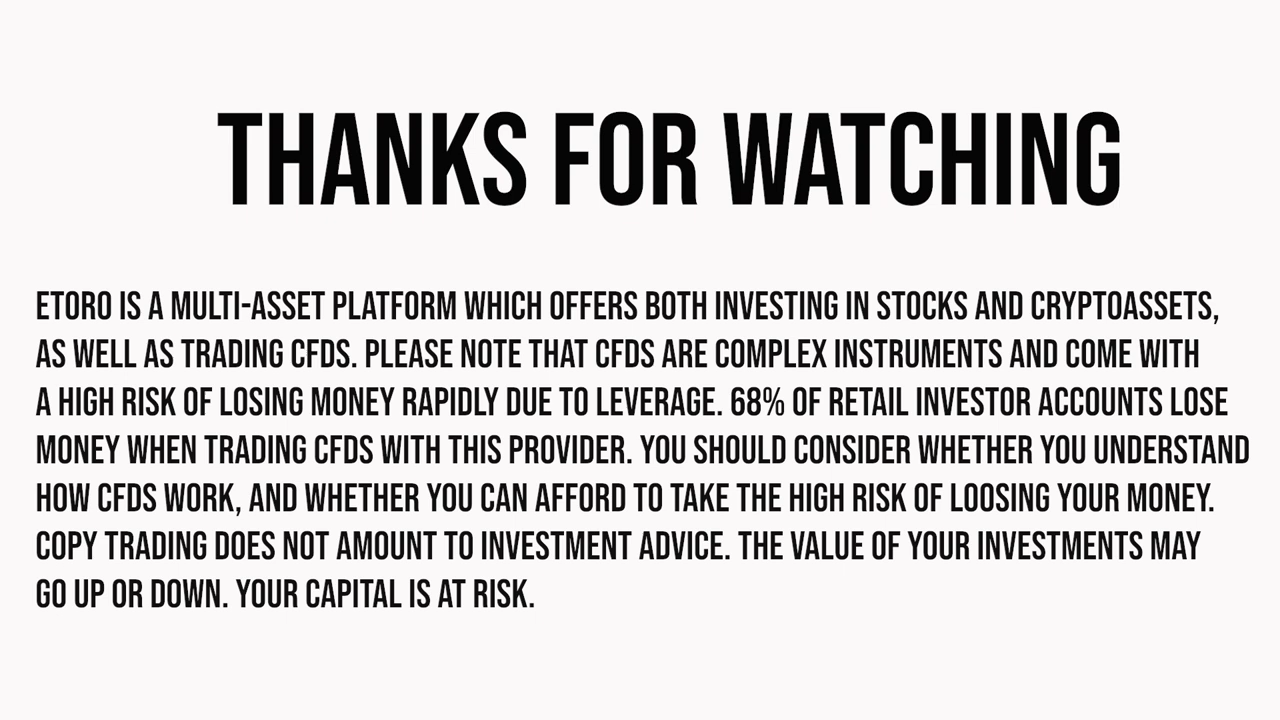 THANKS FOR WATCHING
ETORO IS A MULTI-ASSET PLATFORM WHICH OFFERS BOTH INVESTING IN STOCKS AND CRYPTOASSETS,
AS WELL AS TRADING CFDS. PLEASE NOTE THAT CFDS ARE COMPLEX INSTRUMENTS AND COME WITH
A HIGH RISK OF LOSING MONEY RAPIDLY DUE TO LEVERAGE. 68% OF RETAIL INVESTOR ACCOUNTS LOSE
MONEY WHEN TRADING CFDS WITH THIS PROVIDER. YOU SHOULD CONSIDER WHETHER YOU UNDERSTAND
HOW CFDS WORK, AND WHETHER YOU CAN AFFORD TO TAKE THE HIGH RISK OF LOOSING YOUR MONEY.
COPY TRADING DOES NOT AMOUNT TO INVESTMENT ADVICE. THE VALUE OF YOUR INVESTMENTS MAY
GO UP OR DOWN. YOUR CAPITAL IS AT RISK.